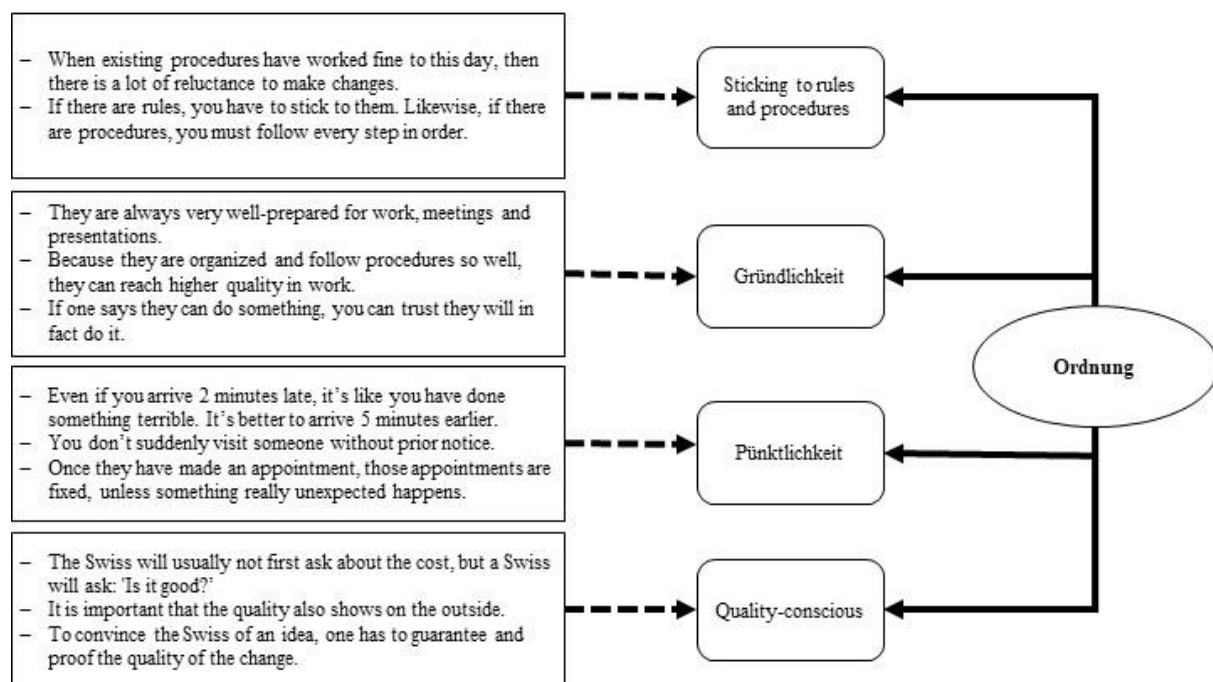 – When existing procedures have worked fine to this day, then
there is a lot of reluctance to make changes.
– If there are rules, you have to stick to them. Likewise, if there
are procedures, you must follow every step in order.
Sticking to rules
and procedures
– They are always very well-prepared for work, meetings and
presentations.
– Because they are organized and follow procedures so well,
they can reach higher quality in work.
– If one says they can do something, you can trust they will in
fact do it.
Gründlichkeit
Ordnung
– Even if you arrive 2 minutes late, it’s like you have done
something terrible. It’s better to arrive 5 minutes earlier.
– You don’t suddenly visit someone without prior notice.
– Once they have made an appointment, those appointments are
fixed, unless something really unexpected happens.
Pünktlichkeit
– The Swiss will usually not first ask about the cost, but a Swiss
will ask: 'Is it good?’
– It is important that the quality also shows on the outside.
– To convince the Swiss of an idea, one has to guarantee and
proof the quality of the change.
Quality-conscious